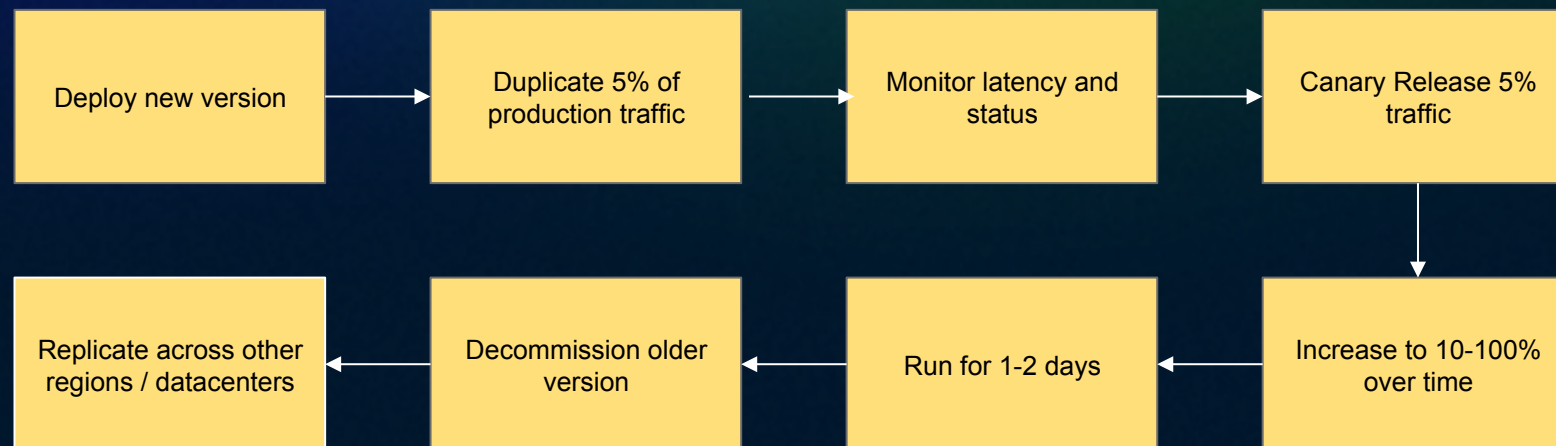 Deploy new version
Duplicate 5% of
production traffic
Monitor latency and
status
Canary Release 5%
traffic
Increase to 10-100%
over time
Run for 1-2 days
Decommission older
version
Replicate across other
regions / datacenters